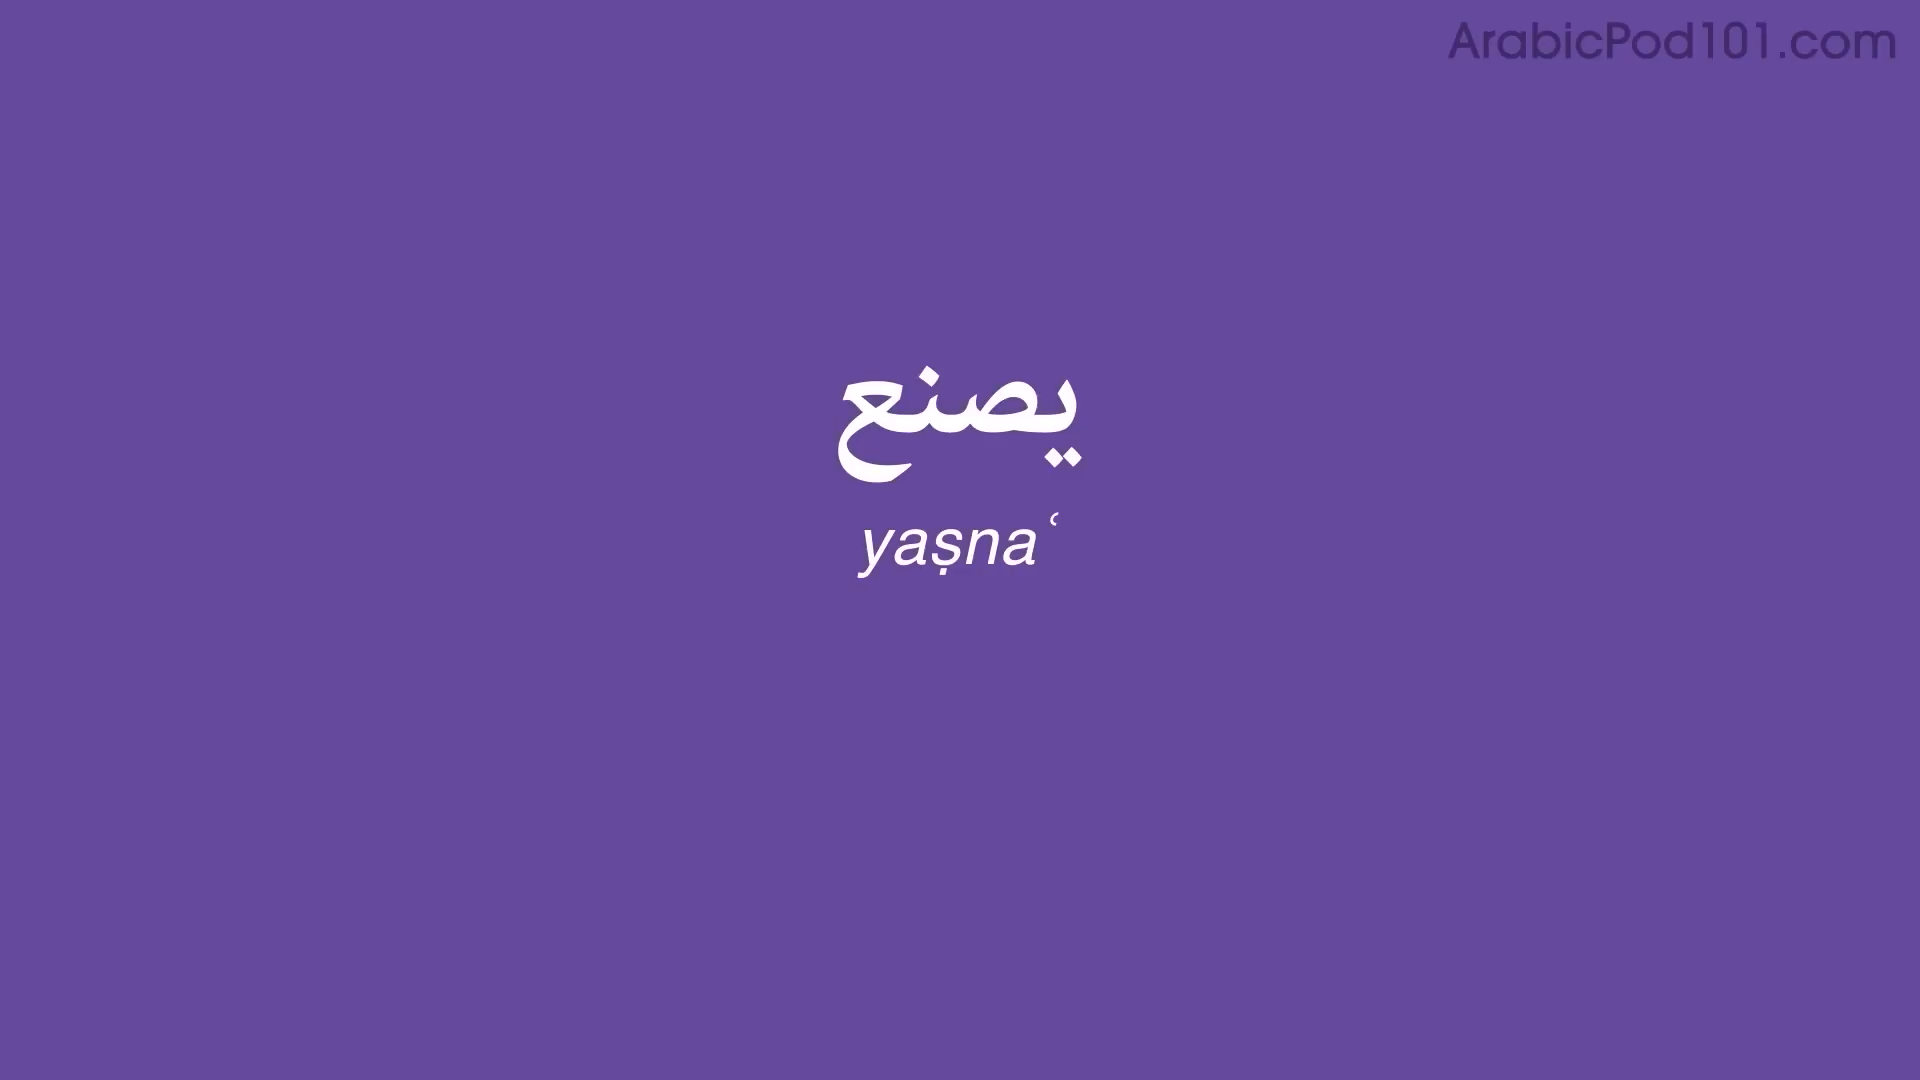 ArabicPod101.com
يصنع
yaṣnaʿ